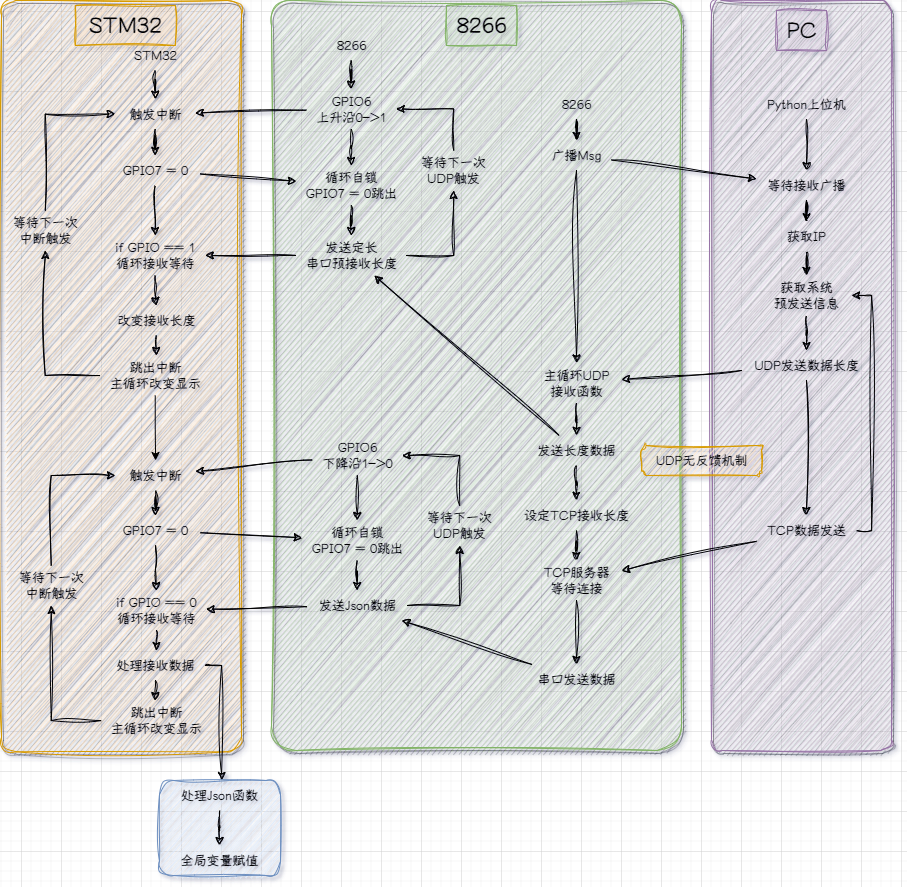 STM32
STM32
触发中断
GPIO7 = 0
等待下一次
中断触发
if GPIO == 1
循环接收等待
改变接收长度
跳出中断
主循环改变显示
触发中断
GPIO7 = 0
等待下一次
中断触发
if GPIO == 0
循环接收等待
处理接收数据
跳出中断
主循环改变显示
处理Json函数
全局变量赋值
8266
8266
GPIO6
上升沿0->1
循环自锁
GPIO7 = 0跳出
等待下一次
UDP触发
发送定长
串口预接收长度
GPIO6
下降沿1->0
循环自锁
GPIO7 = 0跳出
等待下一次
UDP触发
发送Json数据
8266
广播Msg
主循环UDP
接收函数
发送长度数据
设定TCP接收长度
TCP服务器
等待连接
串口发送数据
UDP无反馈机制
PC
Python上位机
等待接收广播
获取IP
获取系统
预发送信息
UDP发送数据长度
TCP数据发送